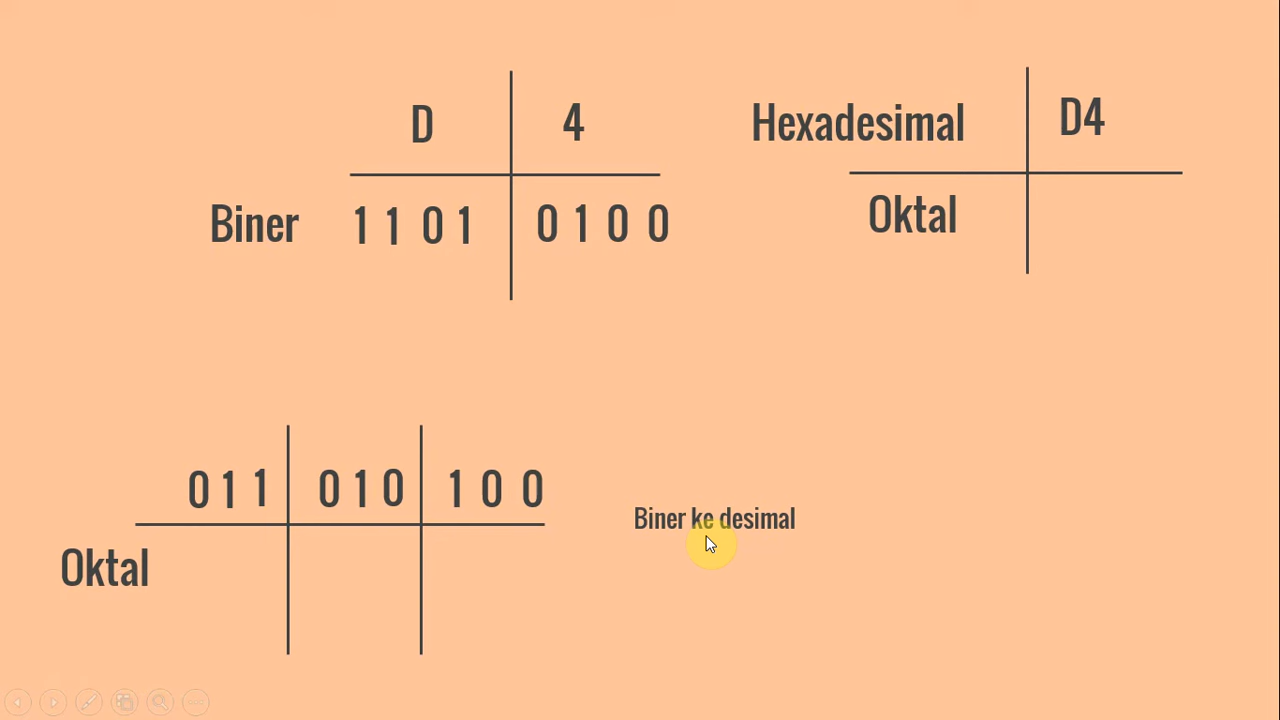 D 4
Biner 1 1 0 1 0 1 0 0
Hexadesimal D4
Oktal
0 1 1 0 1 0 1 0 0
Oktal
Biner ke desimal